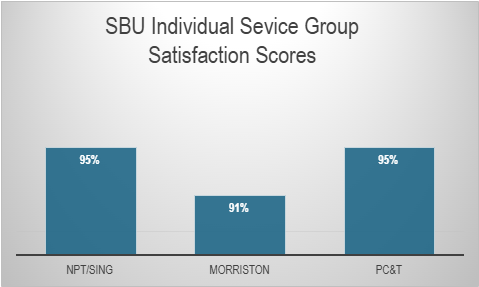 SBU Individual Sevice Group
Satisfaction Scores
95%
91%
95%
NPT/SING
MORRISTON
PC&T